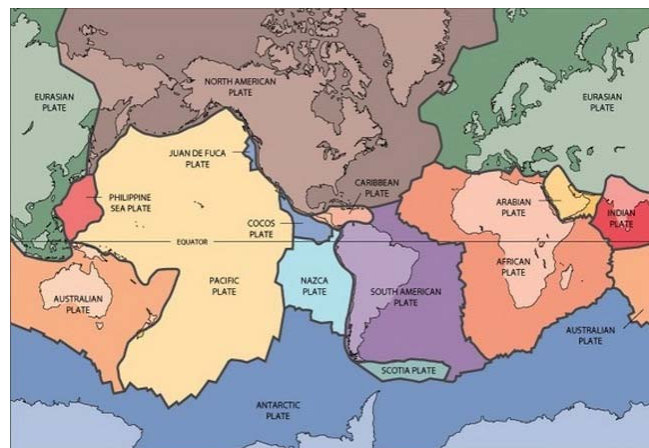 NORTH AMERICAN
PLATE
EURASIAN
PLATE
EURASIAN
PLATE
JUAN DE FUCA
PLATE
CARIBBEAN
PLATE
PHILIPPINE
SEA PLATE
ARABIAN
PLATE
INDIAN
PLATE
COCOS
PLATE
EQUATOR
AFRICAN
PLATE
PACIFIC
PLATE
NAZCA
PLATE
SOUTH AMERICAN
PLATE
AUSTRALIAN
PLATE
AUSTRALIAN
PLATE
SCOTIA PLATE
ANTARCTIC
PLATE